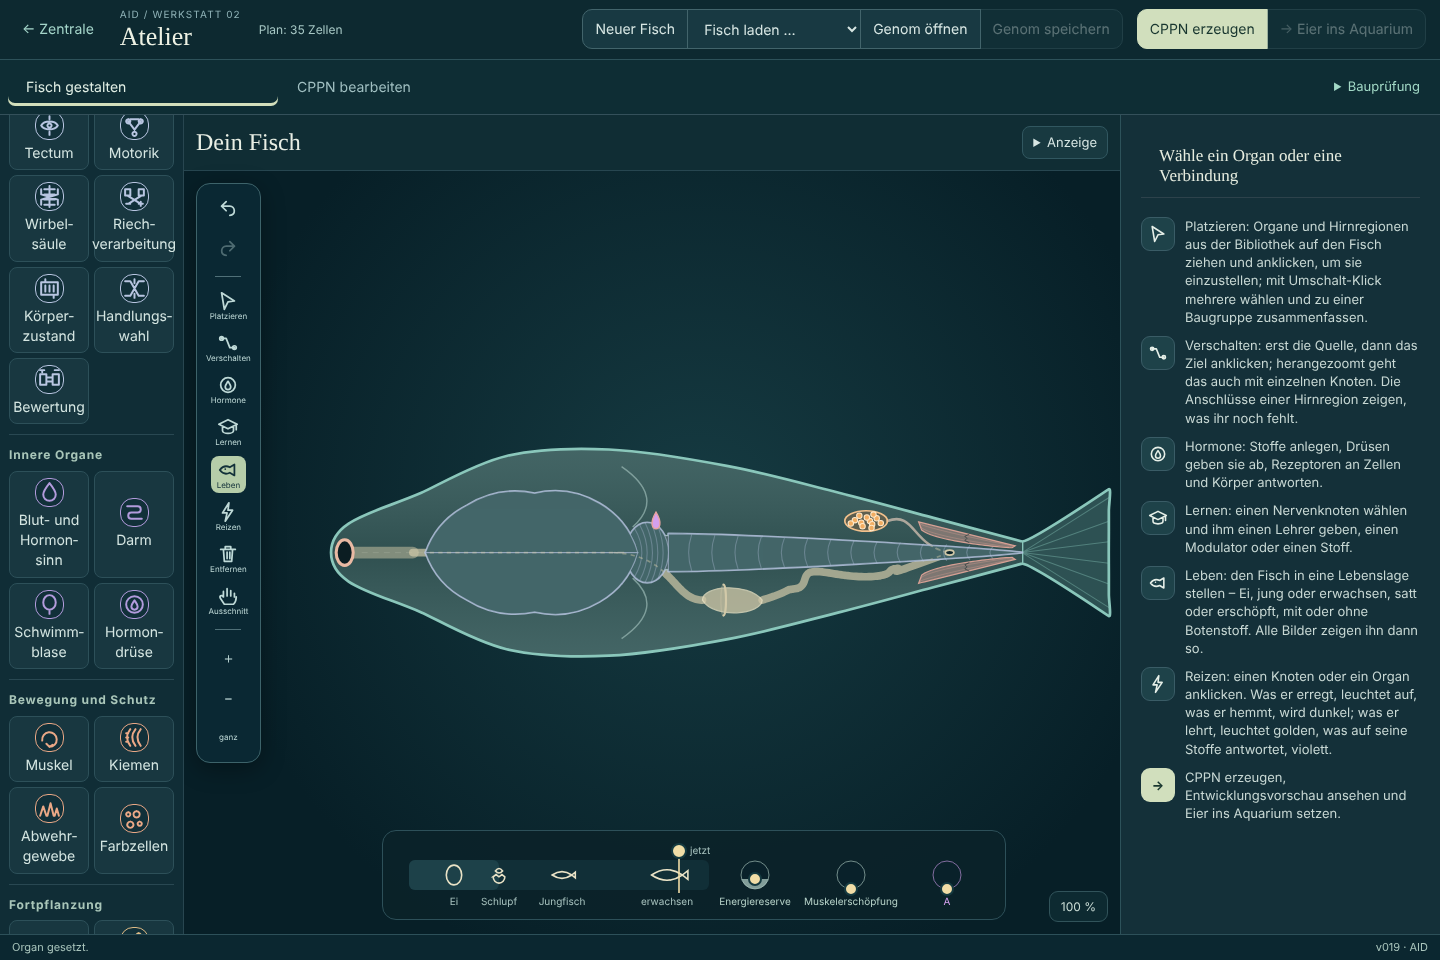 ← Zentrale
AID / WERKSTATT 02
Atelier
Plan: 35 Zellen
Neuer Fisch
Fisch laden ...
Genom öffnen
Genom speichern
CPPN erzeugen
→ Eier ins Aquarium
Fisch gestalten
CPPN bearbeiten
▶ Bauprüfung
Tectum
Motorik
Wirbel-
säule
Riech-
verarbeitung
Körper-
zustand
Handlungs-
wahl
Bewertung
Innere Organe
Blut- und
Hormon-
sinn
Darm
Schwimm-
blase
Hormon-
drüse
Bewegung und Schutz
Muskel
Kiemen
Abwehr-
gewebe
Farbzellen
Fortpflanzung
Dein Fisch
▶ Anzeige
Platzieren
Verschalten
Hormone
Lernen
Leben
Reizen
Entfernen
Ausschnitt
+
−
ganz
jetzt
Ei
Schlupf
Jungfisch
erwachsen
Energiereserve
Muskelerschöpfung
A
100 %
Wähle ein Organ oder eine
Verbindung
Platzieren: Organe und Hirnregionen
aus der Bibliothek auf den Fisch
ziehen und anklicken, um sie
einzustellen; mit Umschalt-Klick
mehrere wählen und zu einer
Baugruppe zusammenfassen.
Verschalten: erst die Quelle, dann das
Ziel anklicken; herangezoomt geht
das auch mit einzelnen Knoten. Die
Anschlüsse einer Hirnregion zeigen,
was ihr noch fehlt.
Hormone: Stoffe anlegen, Drüsen
geben sie ab, Rezeptoren an Zellen
und Körper antworten.
Lernen: einen Nervenknoten wählen
und ihm einen Lehrer geben, einen
Modulator oder einen Stoff.
Leben: den Fisch in eine Lebenslage
stellen – Ei, jung oder erwachsen, satt
oder erschöpft, mit oder ohne
Botenstoff. Alle Bilder zeigen ihn dann
so.
Reizen: einen Knoten oder ein Organ
anklicken. Was er erregt, leuchtet auf,
was er hemmt, wird dunkel; was er
lehrt, leuchtet golden, was auf seine
Stoffe antwortet, violett.
→
CPPN erzeugen,
Entwicklungsvorschau ansehen und
Eier ins Aquarium setzen.
Organ gesetzt.
v019 · AID